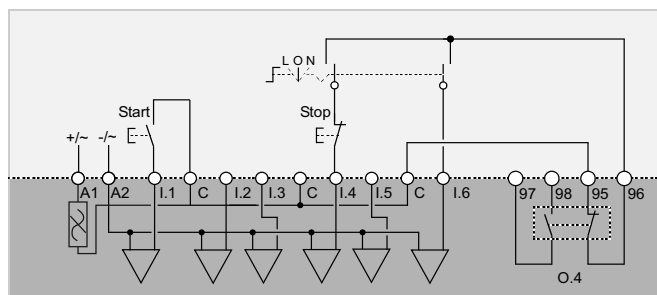 L O N
Start
Stop
+/~ -/~
A1 A2 I.1 C I.2 I.3 C I.4 I.5 C I.6 97 98 95 96
O.4